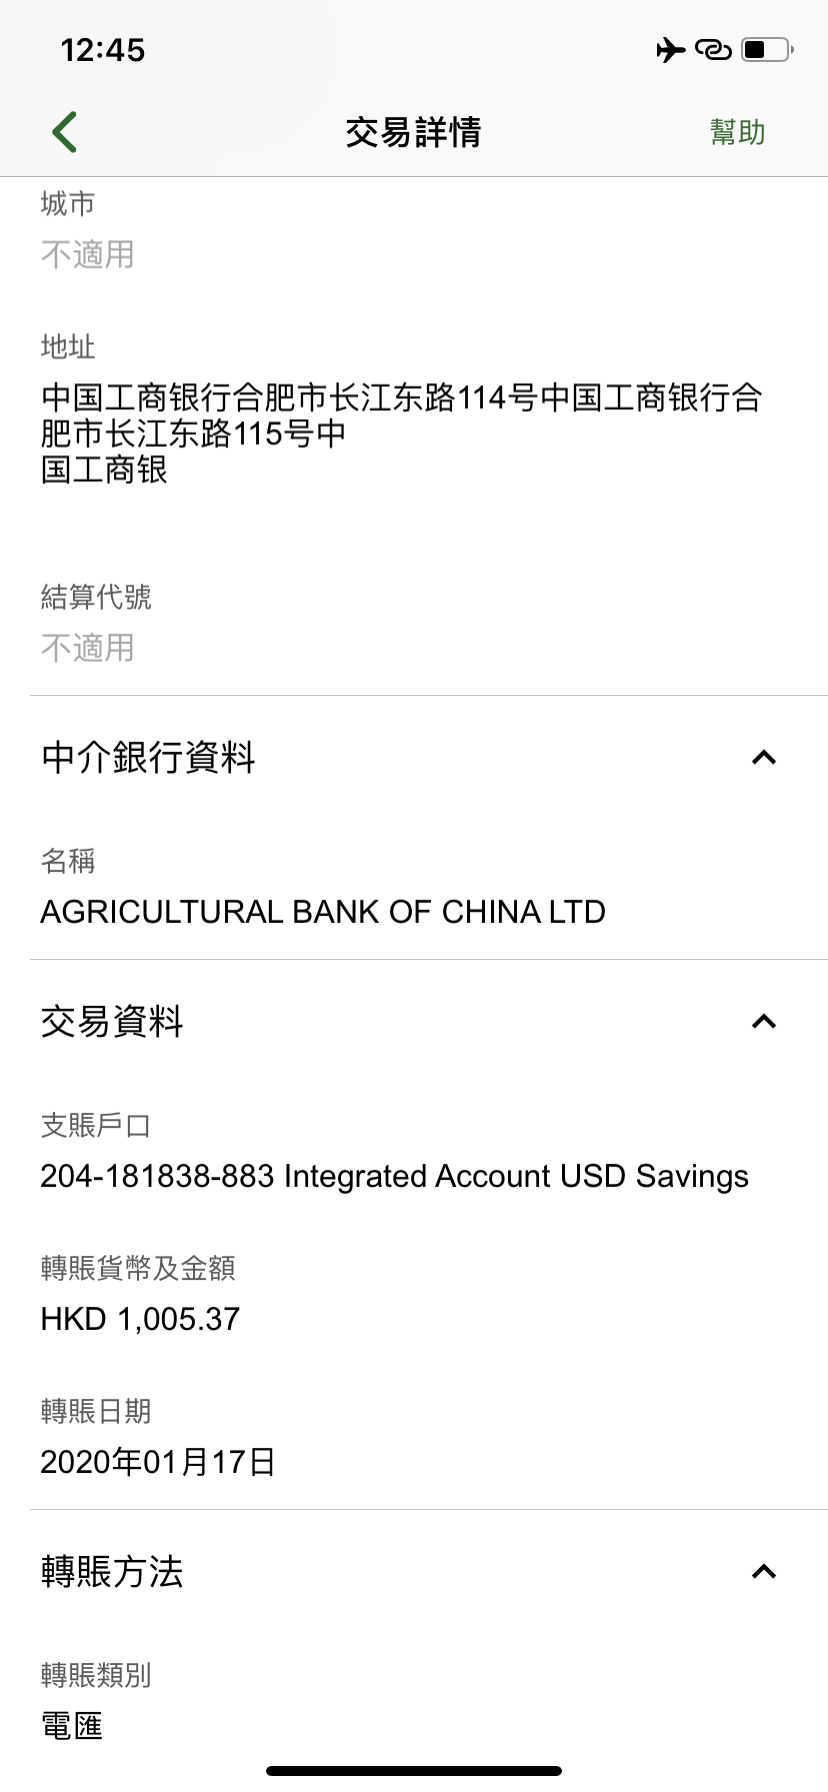 12:45
交易詳情
幫助
城市
不適用
地址
中国工商银行合肥市长江东路114号中国工商银行合
肥市长江东路115号中
国工商银
結算代號
不適用
中介銀行資料
名稱
AGRICULTURAL BANK OF CHINA LTD
交易資料
支賬戶口
204-181838-883 Integrated Account USD Savings
轉賬貨幣及金額
HKD 1,005.37
轉賬日期
2020年01月17日
轉賬方法
轉賬類別
電匯